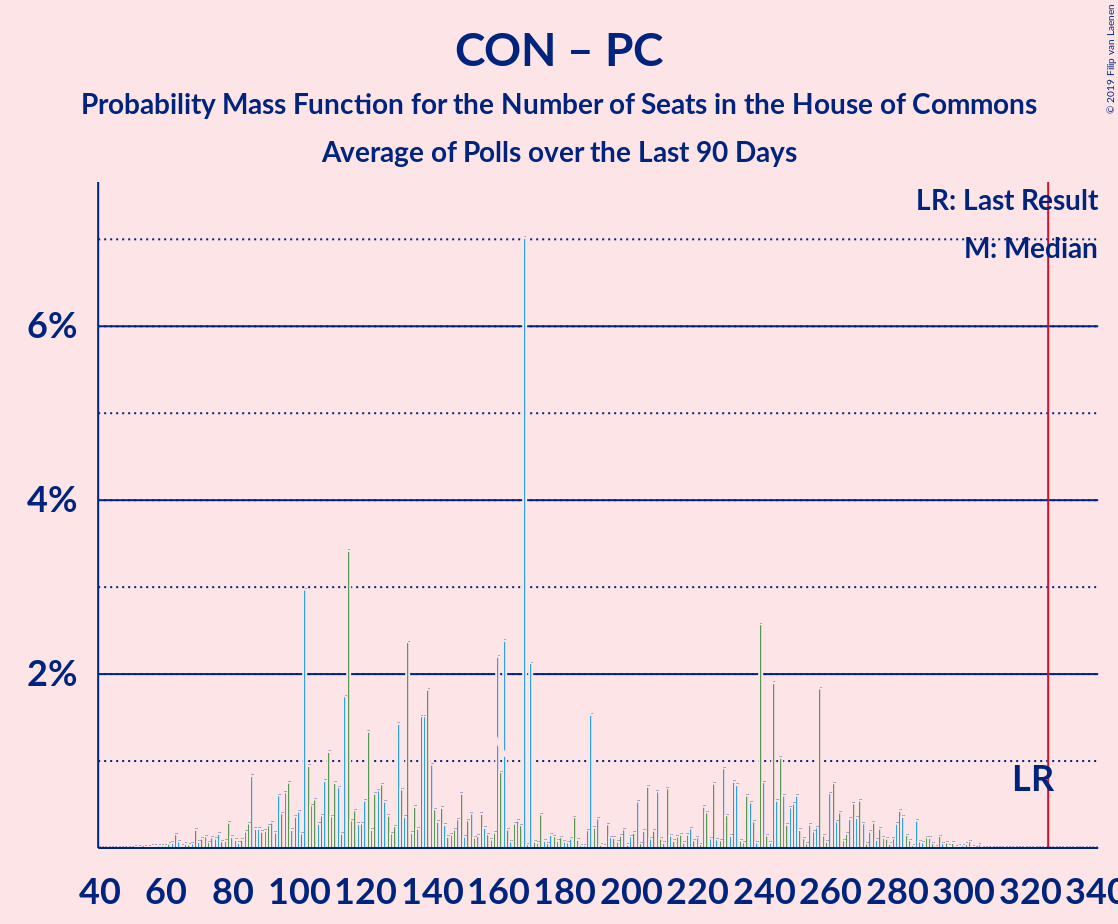 CON – PC
Probability Mass Function for the Number of Seats in the House of Commons
Average of Polls over the Last 90 Days
© 2019 Filip van Laenen
LR: Last Result
M: Median
6%
4%
2%
LR
40 60 80 100 120 140 160 180 200 220 240 260 280 300 320 340